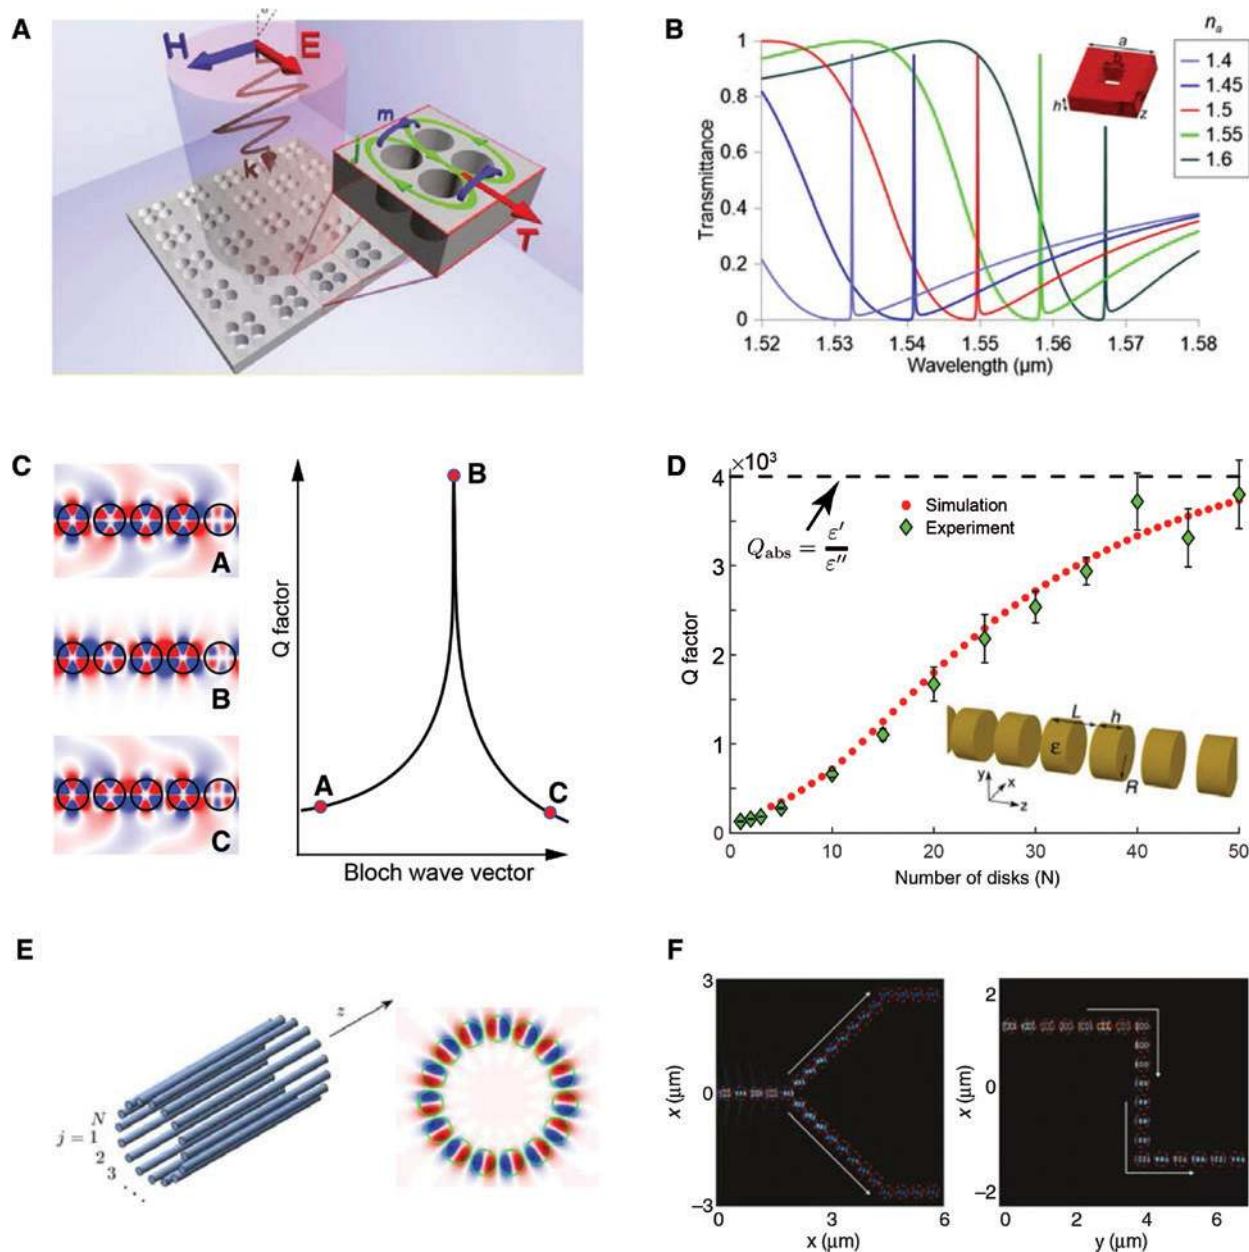 A
H
E
m
j
k
T
B
Transmittance
1
0.8
0.6
0.4
0.2
0
1.52
1.53
1.54
1.55
1.56
1.57
1.58
Wavelength (µm)
a
b
h
z
n_a
1.4
1.45
1.5
1.55
1.6
C
A
B
C
Q factor
B
A
C
Bloch wave vector
D
×10³
4
3
2
1
0
Q factor
Simulation
Experiment
Q_abs = ε′/ε″
L
h
ε
R
y
x
z
0
10
20
30
40
50
Number of disks (N)
E
z
N
j = 1
2
3
F
3
0
−3
x (µm)
0
2
4
6
x (µm)
2
0
−2
x (µm)
0
2
4
6
y (µm)